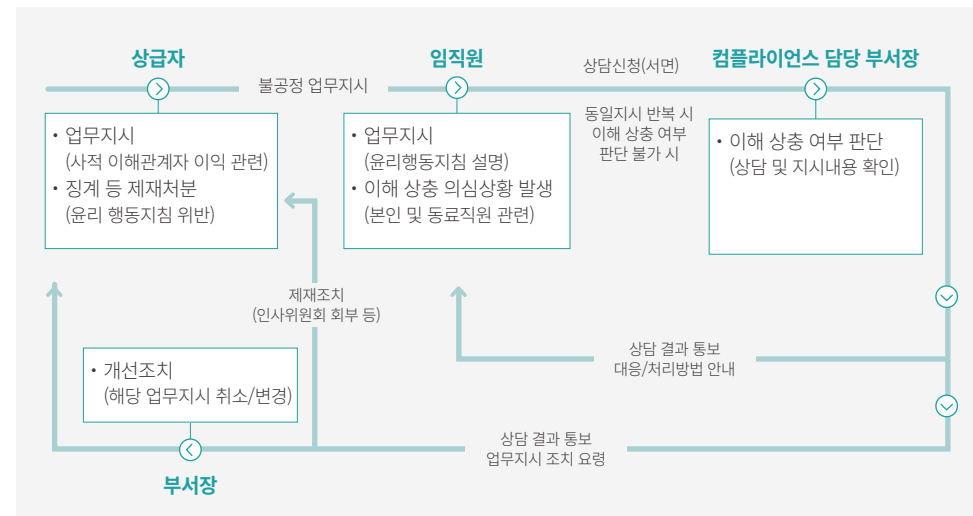 상급자
불공정 업무지시
임직원
상담신청(서면)
컴플라이언스 담당 부서장
동일지시 반복 시
이해 상충 여부
판단 불가 시
• 업무지시
(사적 이해관계자 이익 관련)
• 징계 등 제재처분
(윤리 행동지침 위반)
• 업무지시
(윤리행동지침 설명)
• 이해 상충 의심상황 발생
(본인 및 동료직원 관련)
• 이해 상충 여부 판단
(상담 및 지시내용 확인)
제재조치
(인사위원회 회부 등)
상담 결과 통보
대응/처리방법 안내
• 개선조치
(해당 업무지시 취소/변경)
상담 결과 통보
업무지시 조치 요령
부서장